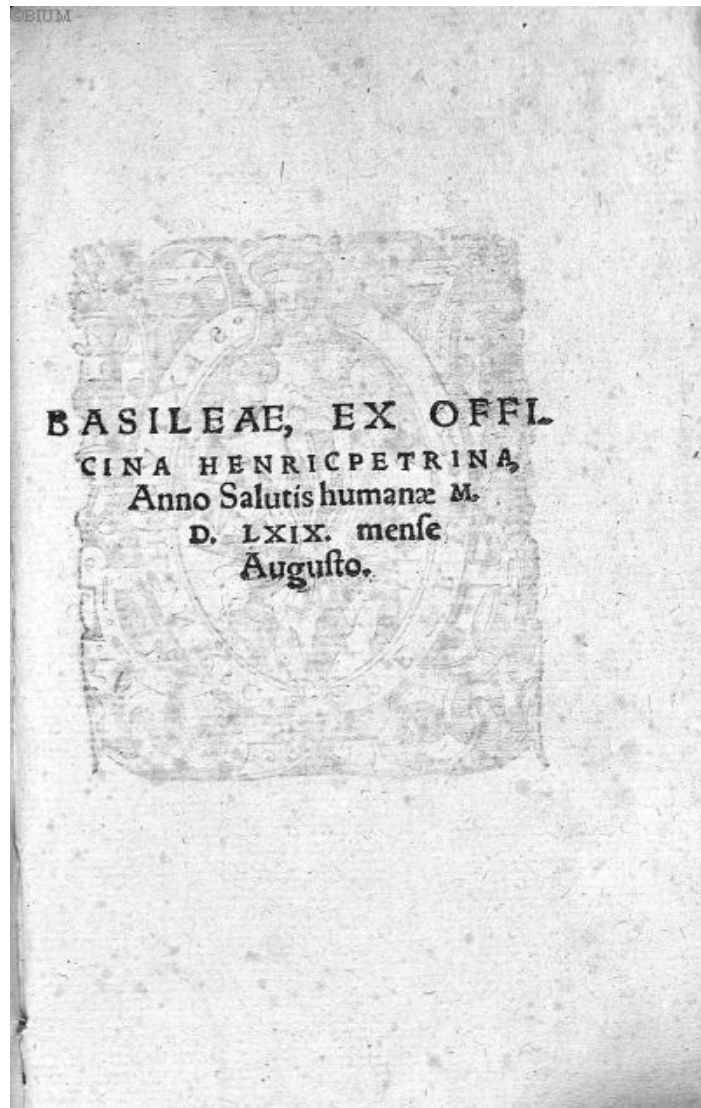 ©BIUM
BASILEAE, EX OFFI-
CINA HENRICPETRINA,
Anno Salutis humanæ M.
D. LXIX. menſe
Auguſto.